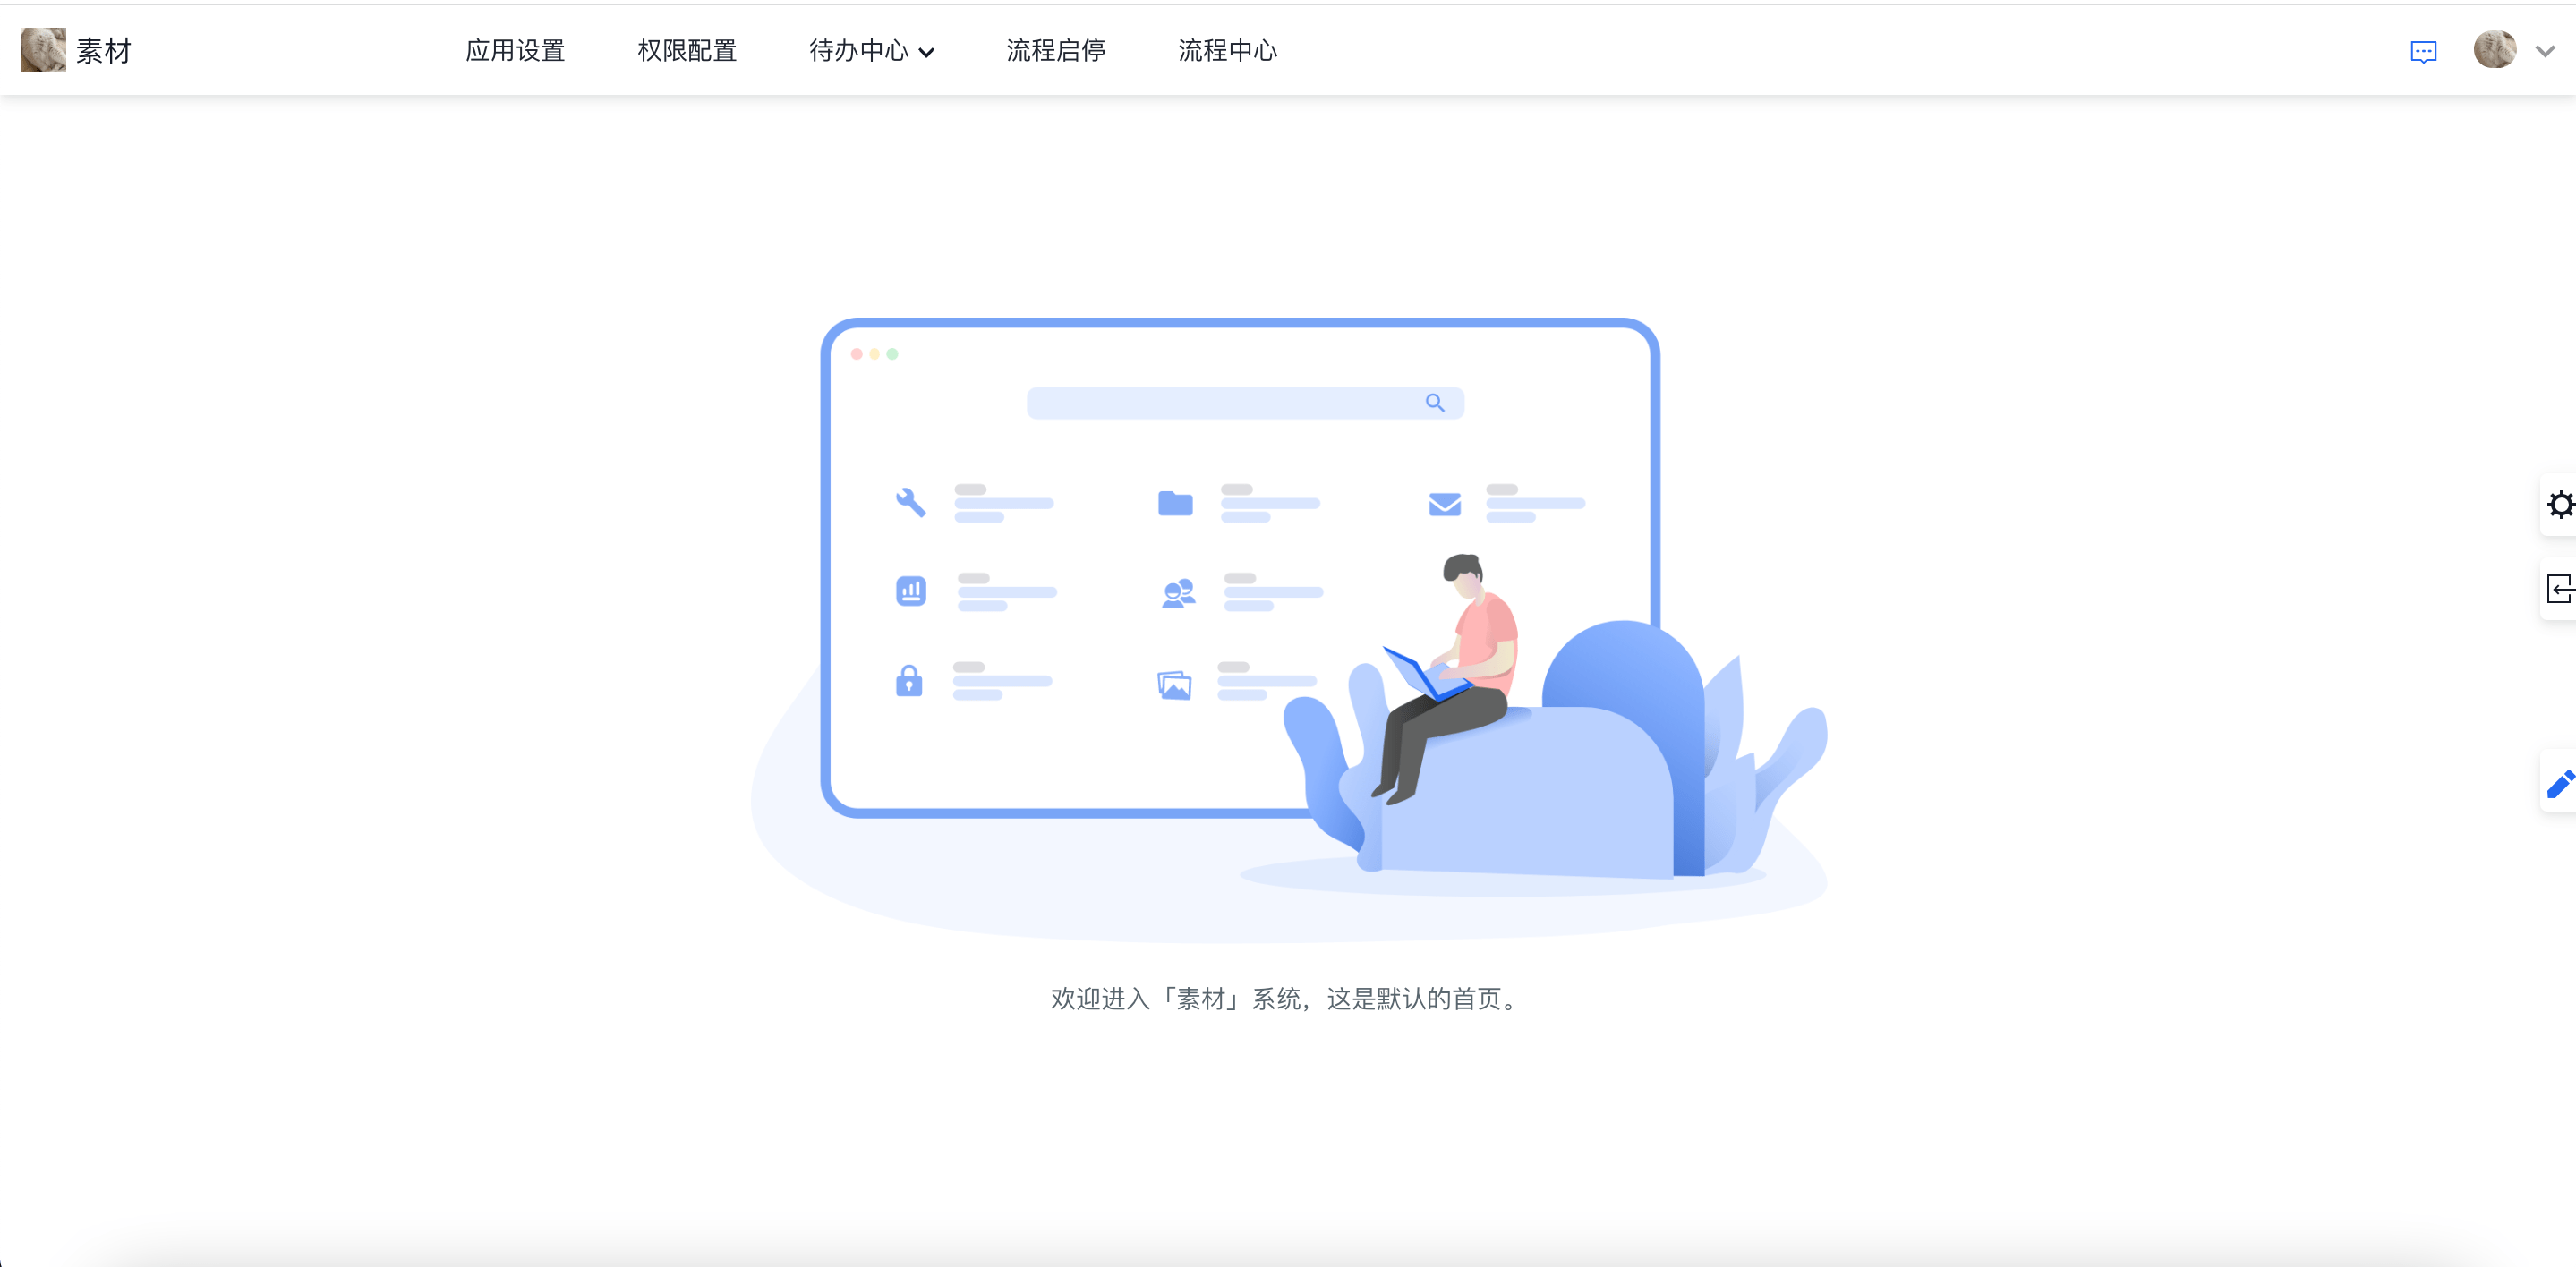 素材
应用设置
权限配置
待办中心
流程启停
流程中心
欢迎进入「素材」系统，这是默认的首页。